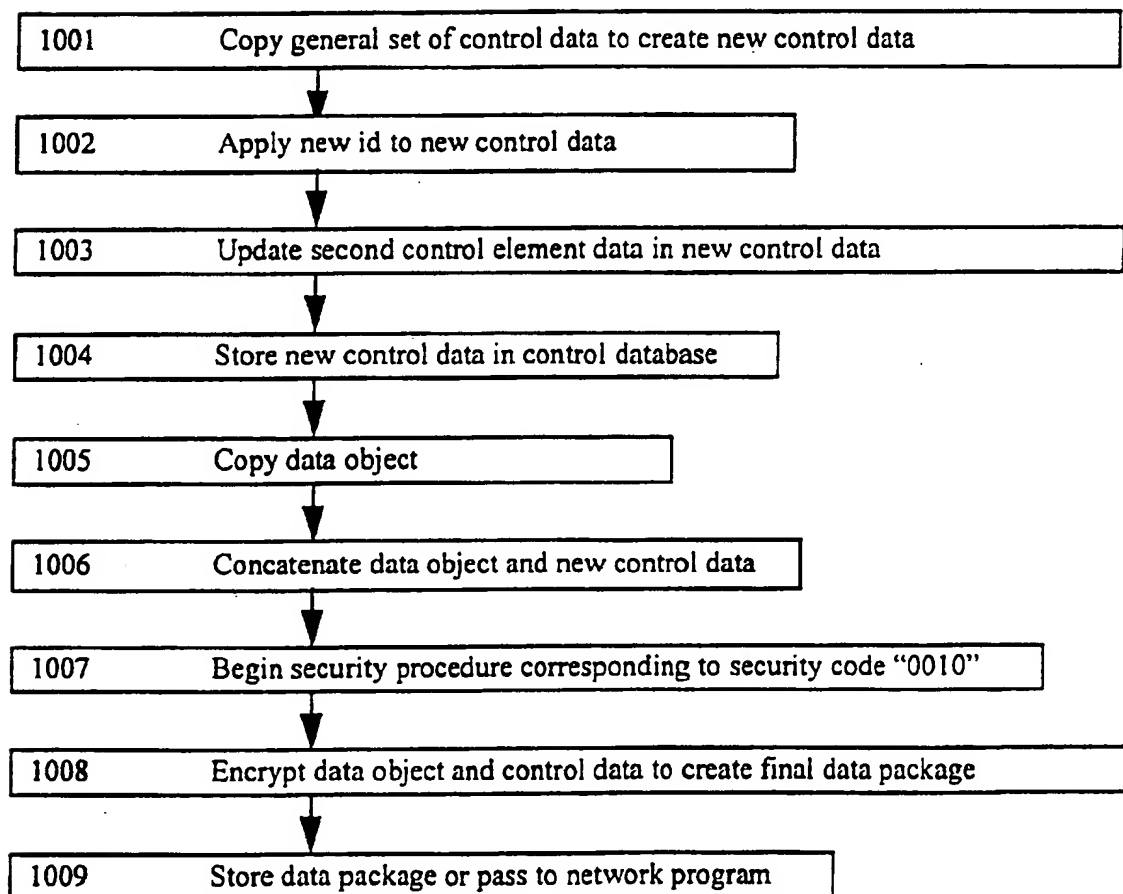 1001 Copy general set of control data to create new control data
1002 Apply new id to new control data
1003 Update second control element data in new control data
1004 Store new control data in control database
1005 Copy data object
1006 Concatenate data object and new control data
1007 Begin security procedure corresponding to security code “0010”
1008 Encrypt data object and control data to create final data package
1009 Store data package or pass to network program